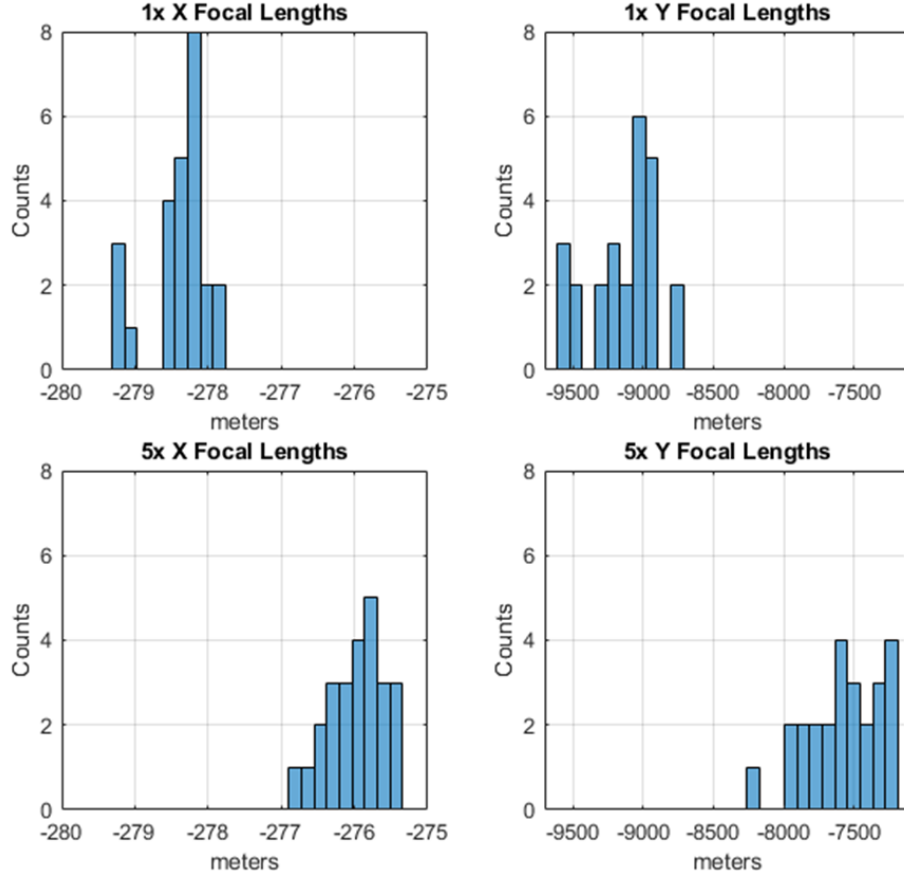 1x X Focal Lengths
8
6
4
2
0
Counts
-280 -279 -278 -277 -276 -275
meters
1x Y Focal Lengths
8
6
4
2
0
Counts
-9500 -9000 -8500 -8000 -7500
meters
5x X Focal Lengths
8
6
4
2
0
Counts
-280 -279 -278 -277 -276 -275
meters
5x Y Focal Lengths
8
6
4
2
0
Counts
-9500 -9000 -8500 -8000 -7500
meters